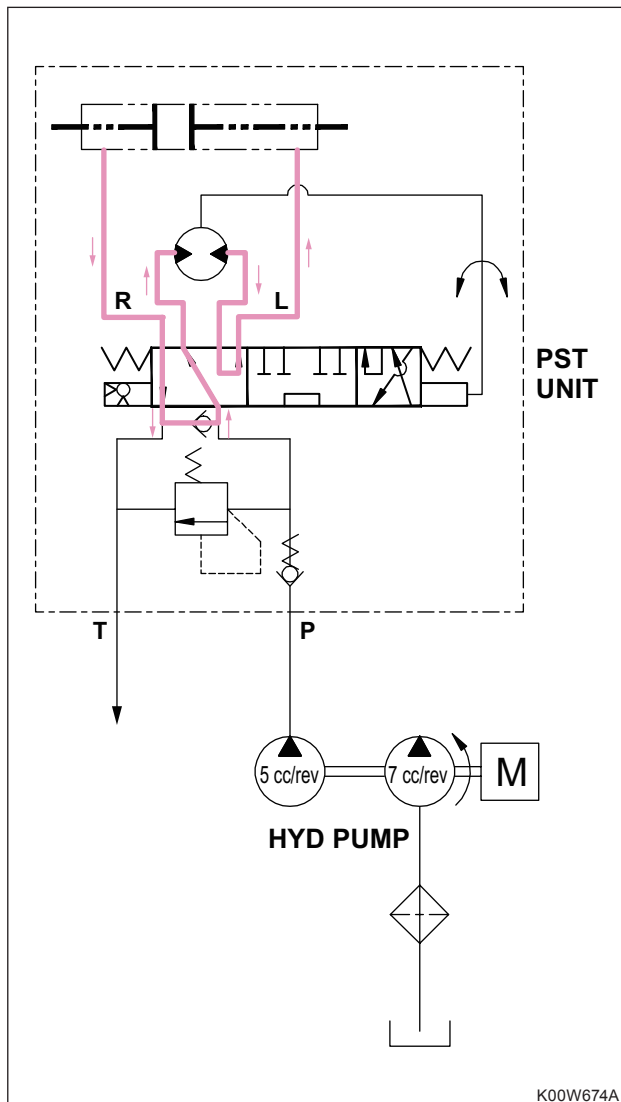 R L
PST
UNIT
T P
5 cc/rev 7 cc/rev M
HYD PUMP
K00W674A